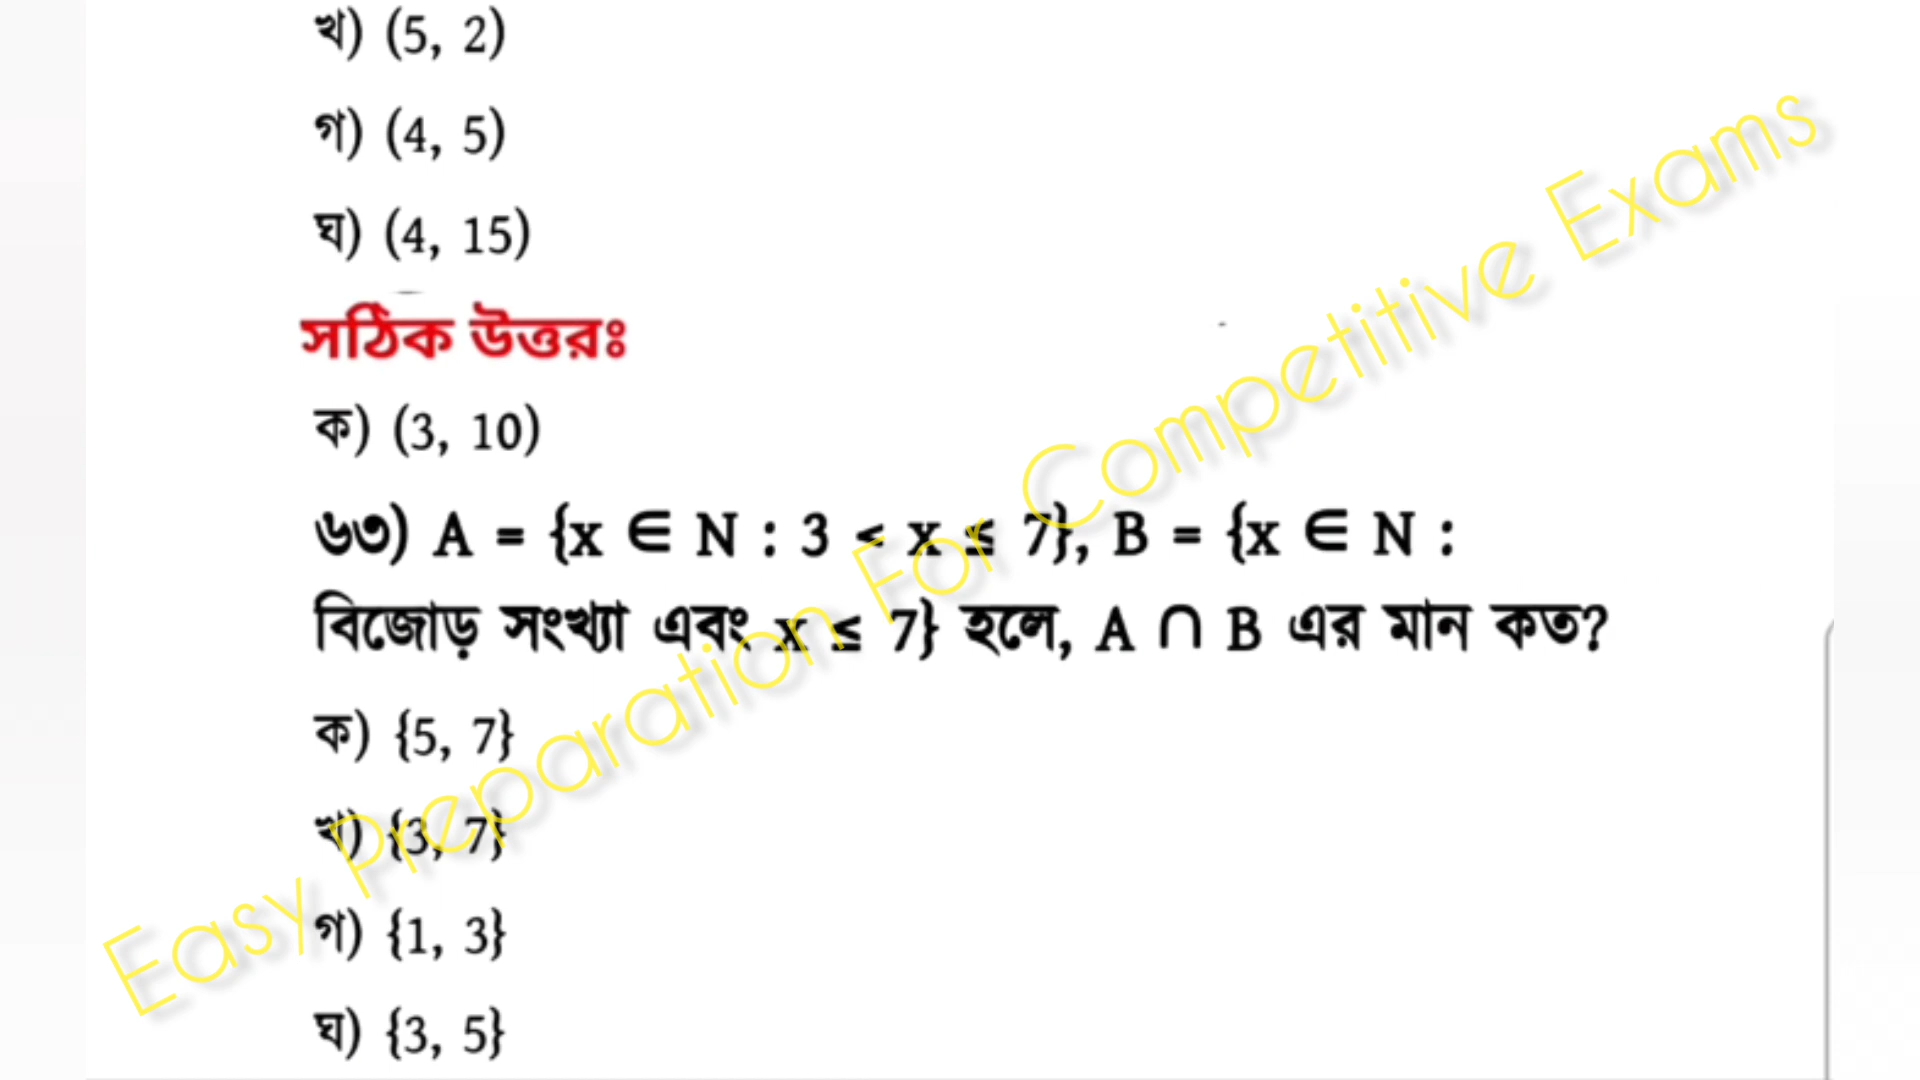 খ) (5, 2)
গ) (4, 5)
ঘ) (4, 15)
সঠিক উত্তরঃ
ক) (3, 10)
৬৩) A = {x ∈ N : 3 < x ≤ 7}, B = {x ∈ N :
বিজোড় সংখ্যা এবং x ≤ 7} হলে, A ∩ B এর মান কত?
ক) {5, 7}
খ) {3, 7}
গ) {1, 3}
ঘ) {3, 5}
Easy Preparation For Competitive Exams